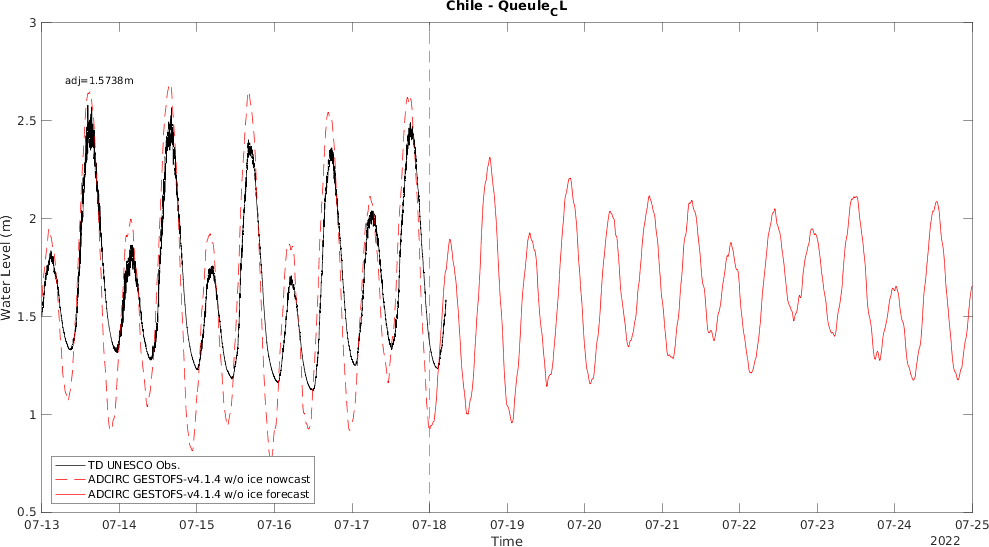 Chile - Queule_CL
3
adj=1.5738m
2.5
2
Water Level (m)
1.5
1
TD UNESCO Obs.
ADCIRC GESTOFS-v4.1.4 w/o ice nowcast
ADCIRC GESTOFS-v4.1.4 w/o ice forecast
0.5
07-13 07-14 07-15 07-16 07-17 07-18 07-19 07-20 07-21 07-22 07-23 07-24 07-25
Time
2022